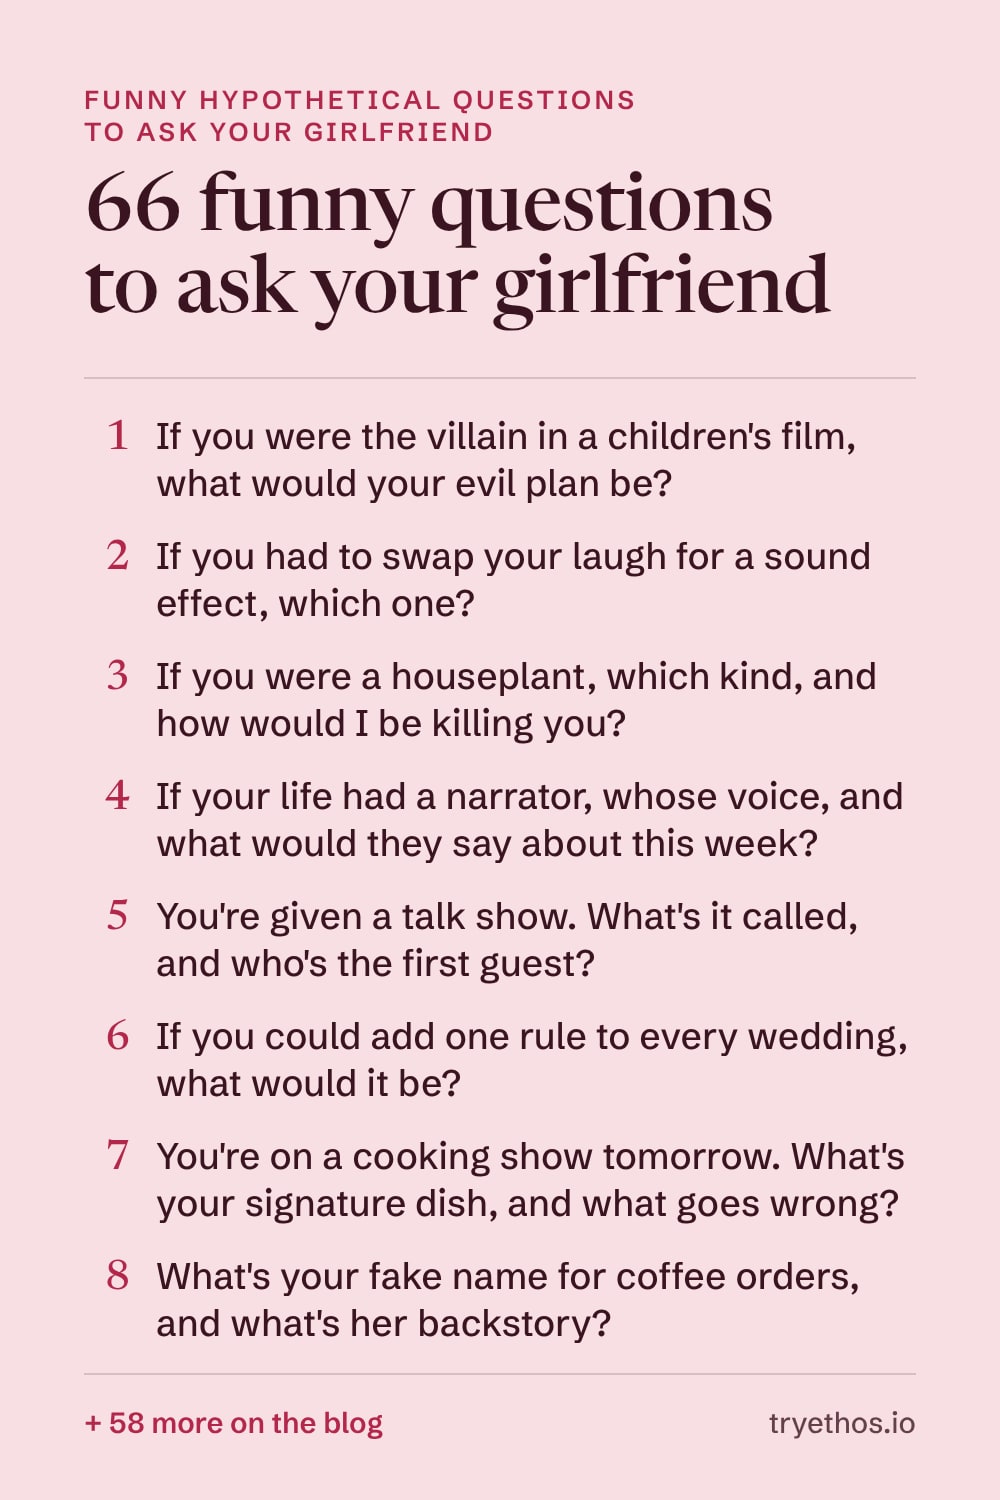 FUNNY HYPOTHETICAL QUESTIONS
TO ASK YOUR GIRLFRIEND
66 funny questions
to ask your girlfriend
1 If you were the villain in a children's film,
what would your evil plan be?
2 If you had to swap your laugh for a sound
effect, which one?
3 If you were a houseplant, which kind, and
how would I be killing you?
4 If your life had a narrator, whose voice, and
what would they say about this week?
5 You're given a talk show. What's it called,
and who's the first guest?
6 If you could add one rule to every wedding,
what would it be?
7 You're on a cooking show tomorrow. What's
your signature dish, and what goes wrong?
8 What's your fake name for coffee orders,
and what's her backstory?
+ 58 more on the blog
tryethos.io